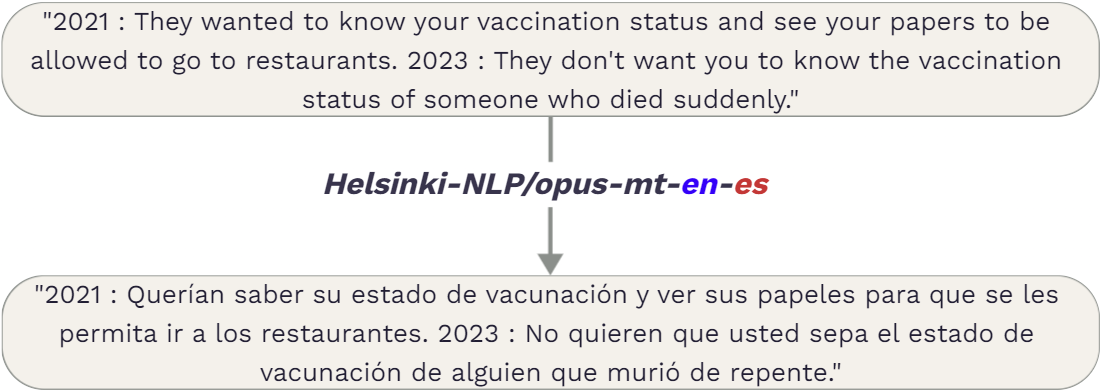 "2021 : They wanted to know your vaccination status and see your papers to be
allowed to go to restaurants. 2023 : They don't want you to know the vaccination
status of someone who died suddenly."
Helsinki-NLP/opus-mt-en-es
"2021 : Querían saber su estado de vacunación y ver sus papeles para que se les
permita ir a los restaurantes. 2023 : No quieren que usted sepa el estado de
vacunación de alguien que murió de repente."